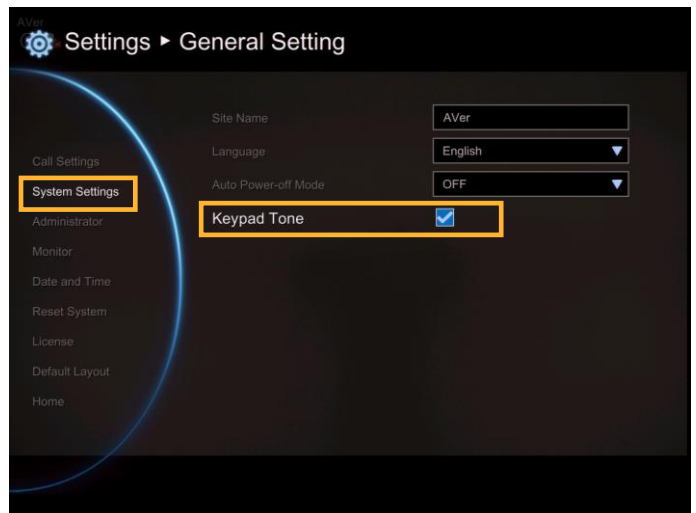 AVer
Settings ▸ General Setting
Site Name AVer
Language English
Auto Power-off Mode OFF
Keypad Tone
Call Settings
System Settings
Administrator
Monitor
Date and Time
Reset System
License
Default Layout
Home